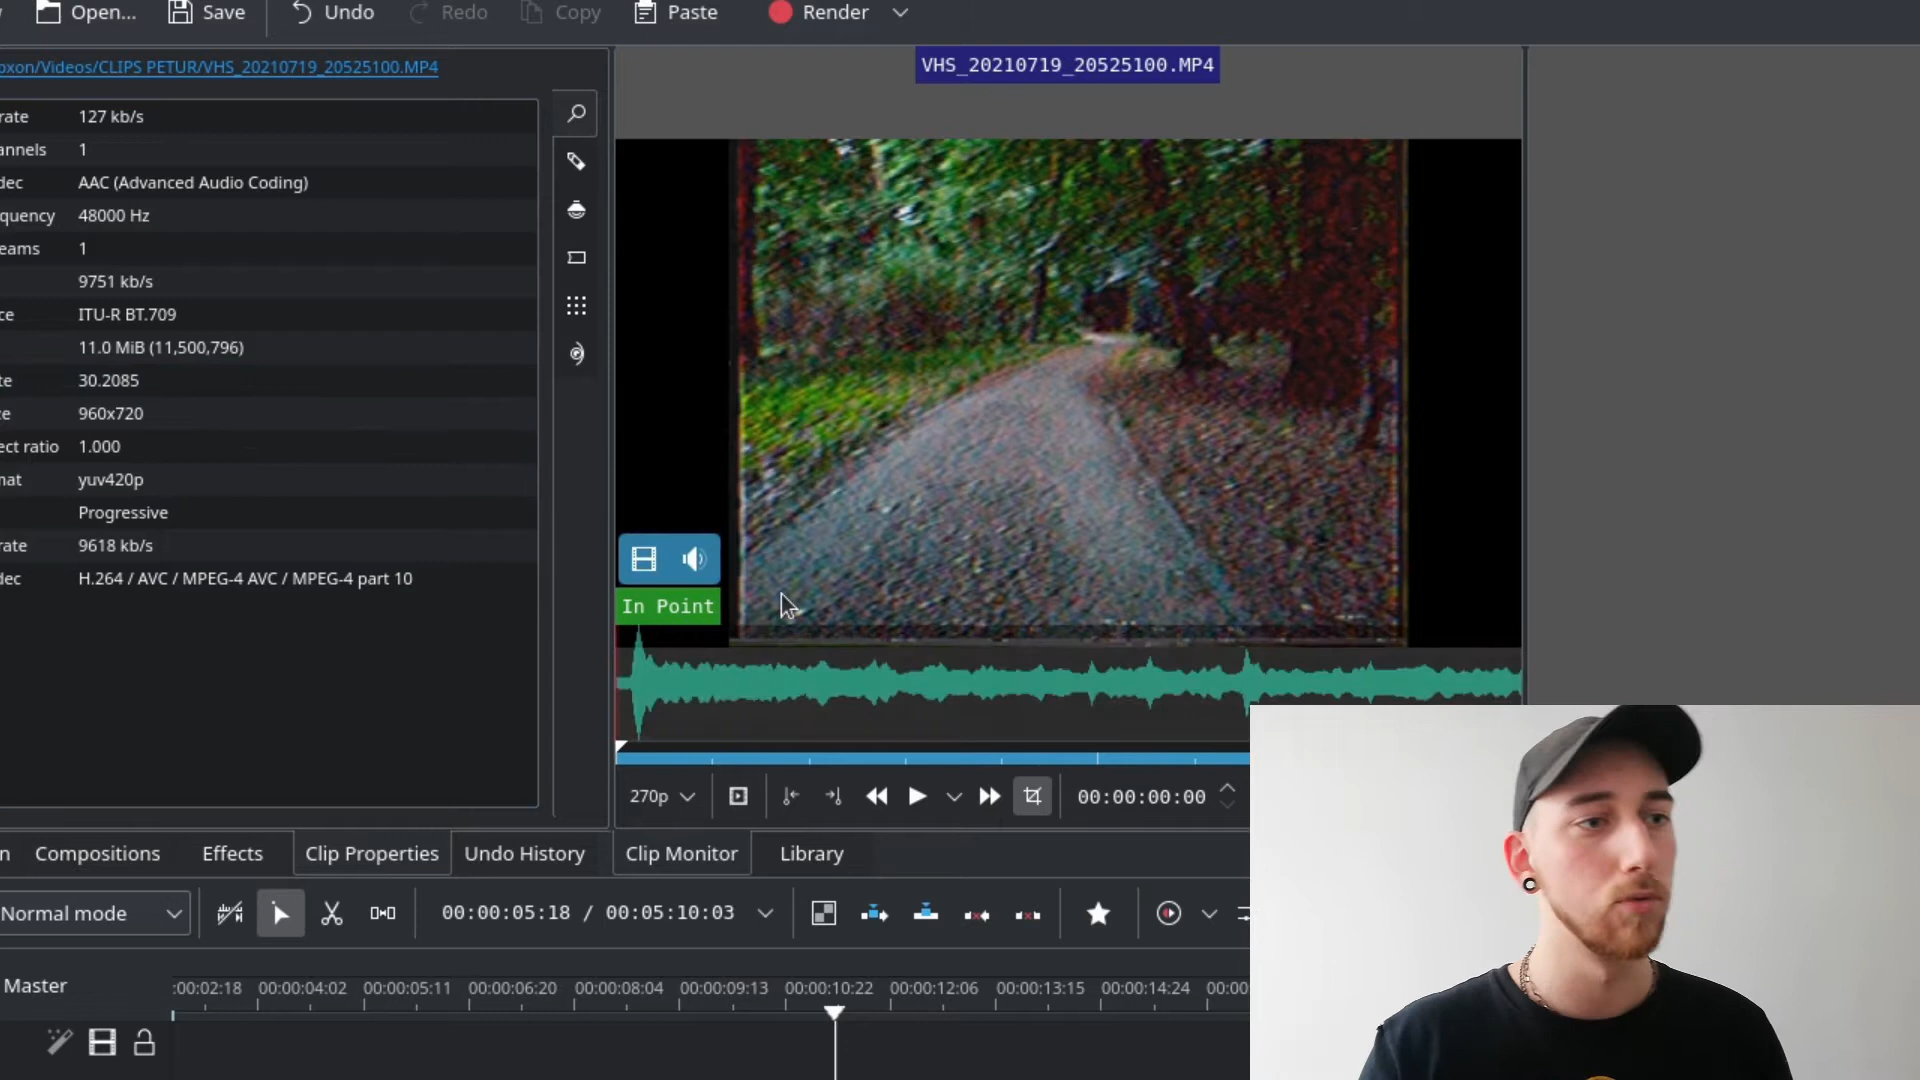 Open... Save Undo Redo Copy Paste Render
oxon/Videos/CLIPS PETUR/VHS_20210719_20525100.MP4
VHS_20210719_20525100.MP4
rate 127 kb/s
annels 1
dec AAC (Advanced Audio Coding)
quency 48000 Hz
eams 1
9751 kb/s
ce ITU-R BT.709
11.0 MiB (11,500,796)
te 30.2085
ze 960x720
ect ratio 1.000
mat yuv420p
Progressive
rate 9618 kb/s
dec H.264 / AVC / MPEG-4 AVC / MPEG-4 part 10
In Point
270p 00:00:00:00
n Compositions Effects Clip Properties Undo History Clip Monitor Library
Normal mode 00:00:05:18 / 00:05:10:03
Master :00:02:18 00:00:04:02 00:00:05:11 00:00:06:20 00:00:08:04 00:00:09:13 00:00:10:22 00:00:12:06 00:00:13:15 00:00:14:24 00:00